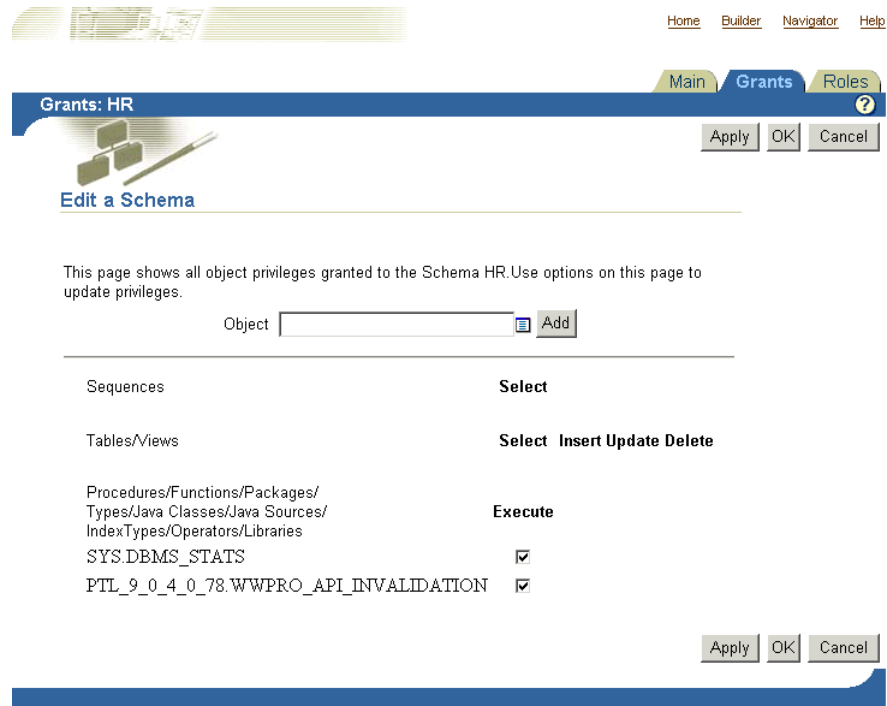 Home Builder Navigator Help
Main Grants Roles
Grants: HR ?
Apply OK Cancel
Edit a Schema
This page shows all object privileges granted to the Schema HR.Use options on this page to
update privileges.
Object Add
Sequences Select
Tables/Views Select Insert Update Delete
Procedures/Functions/Packages/
Types/Java Classes/Java Sources/ Execute
IndexTypes/Operators/Libraries
SYS.DBMS_STATS
PTL_9_0_4_0_78.WWPRO_API_INVALIDATION
Apply OK Cancel